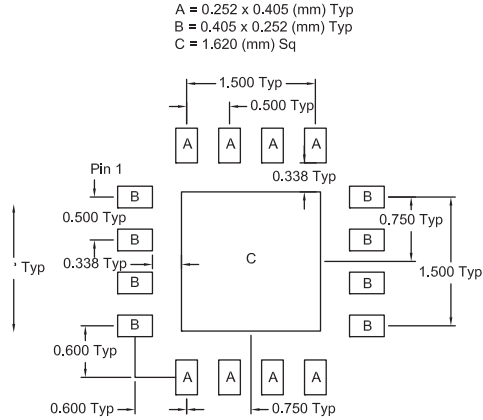 A = 0.252 x 0.405 (mm) Typ
B = 0.405 x 0.252 (mm) Typ
C = 1.620 (mm) Sq
1.500 Typ
0.500 Typ
A A A A
Pin 1
0.338 Typ
B B
0.500 Typ
0.750 Typ
B B
Typ
0.338 Typ
C
1.500 Typ
B B
B B
0.600 Typ
A A A A
0.600 Typ
0.750 Typ